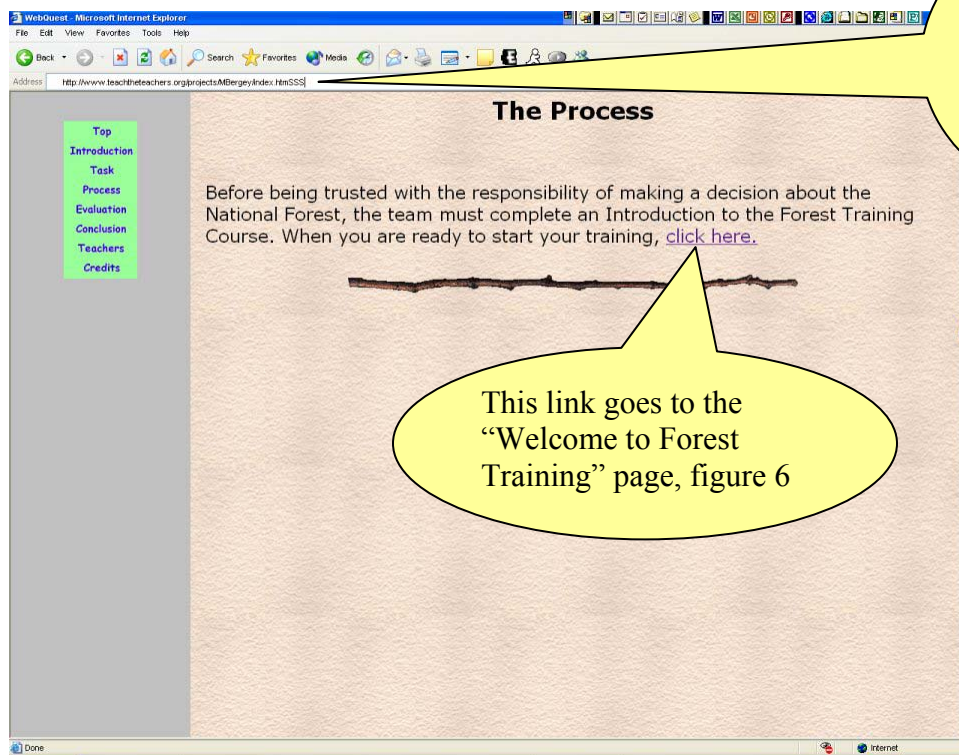 WebQuest - Microsoft Internet Explorer
File Edit View Favorites Tools Help
Back Search Favorites Media
Address http://www.teachtheteachers.org/projects/MBergey/index.htmSSS
Top
Introduction
Task
Process
Evaluation
Conclusion
Teachers
Credits
The Process
Before being trusted with the responsibility of making a decision about the
National Forest, the team must complete an Introduction to the Forest Training
Course. When you are ready to start your training, click here.
This link goes to the
“Welcome to Forest
Training” page, figure 6
Done Internet